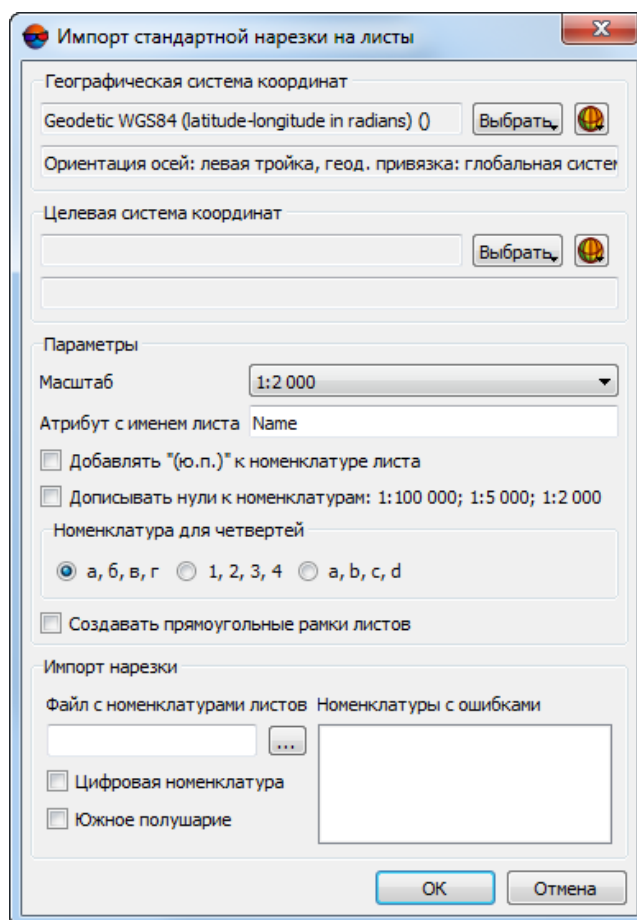 Импорт стандартной нарезки на листы
Географическая система координат
Geodetic WGS84 (latitude-longitude in radians) ()
Выбрать
Ориентация осей: левая тройка, геод. привязка: глобальная систем
Целевая система координат
Выбрать
Параметры
Масштаб
1:2 000
Атрибут с именем листа
Name
Добавлять "(ю.п.)" к номенклатуре листа
Дописывать нули к номенклатурам: 1:100 000; 1:5 000; 1:2 000
Номенклатура для четвертей
а, б, в, г
1, 2, 3, 4
a, b, c, d
Создавать прямоугольные рамки листов
Импорт нарезки
Файл с номенклатурами листов
Номенклатуры с ошибками
...
Цифровая номенклатура
Южное полушарие
OK
Отмена